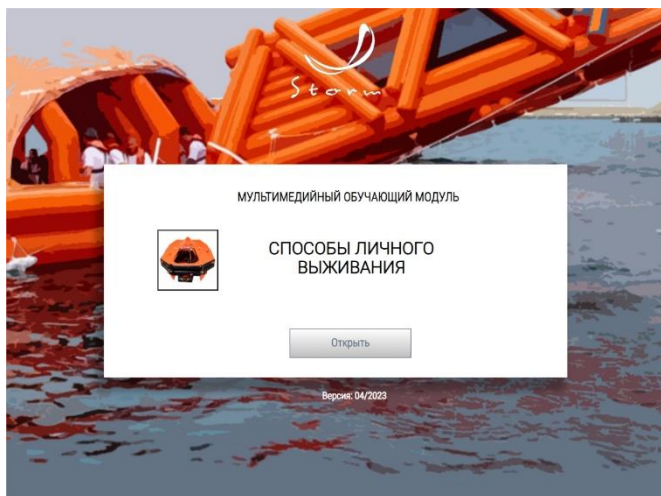 Storm
МУЛЬТИМЕДИЙНЫЙ ОБУЧАЮЩИЙ МОДУЛЬ
СПОСОБЫ ЛИЧНОГО
ВЫЖИВАНИЯ
Открыть
Версия: 04/2023